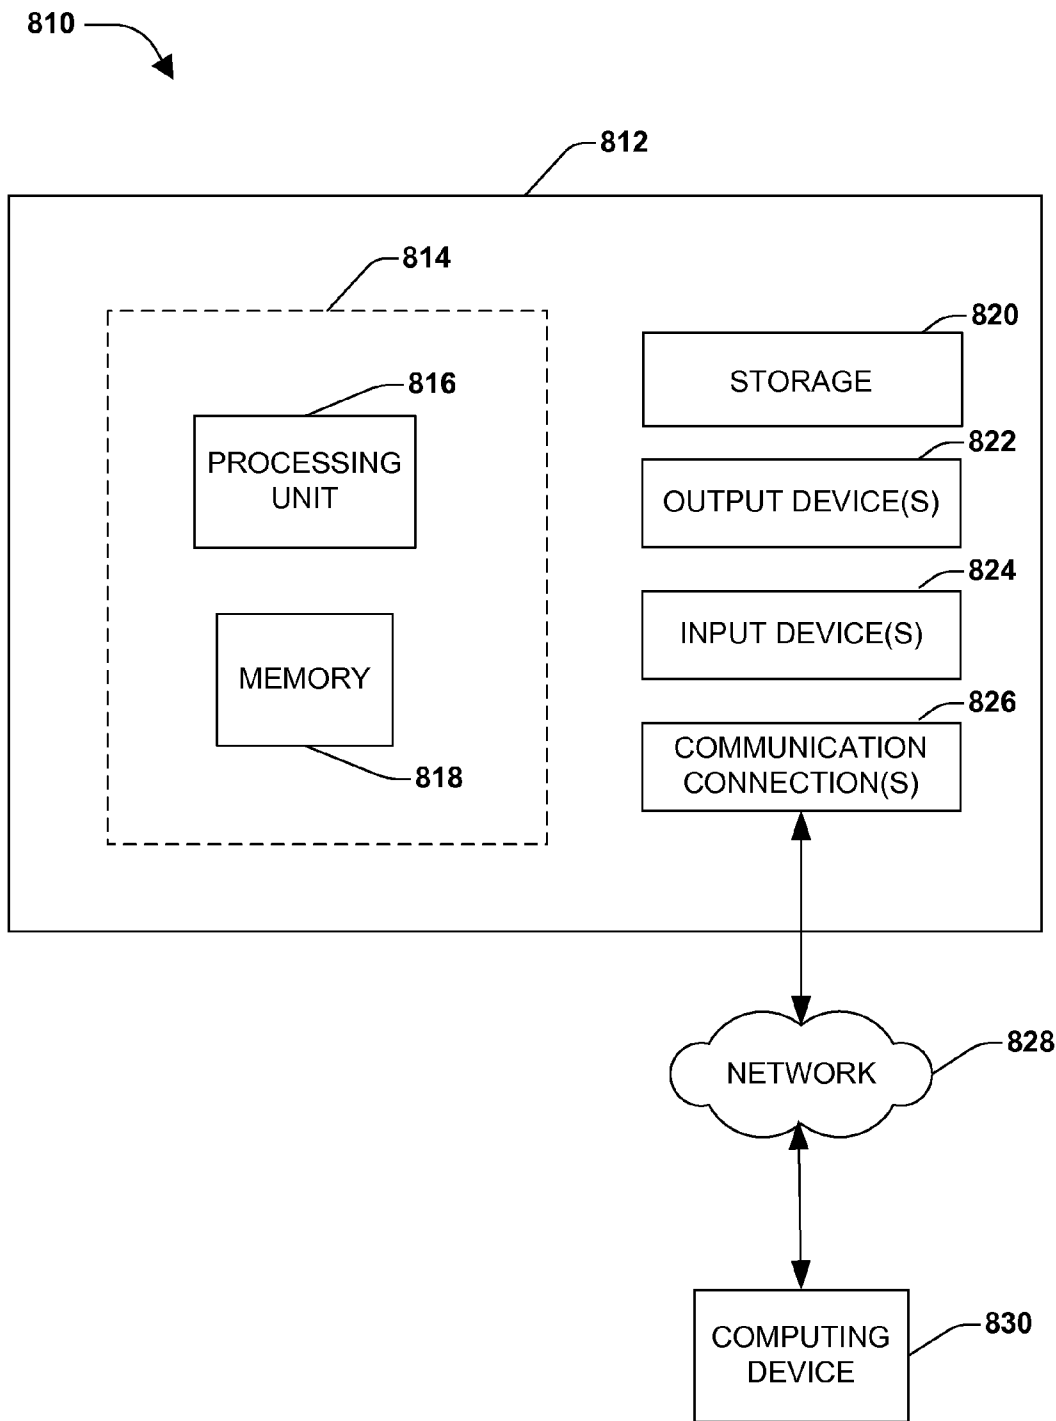 810
812
814
816
PROCESSING
UNIT
MEMORY
818
820
STORAGE
822
OUTPUT DEVICE(S)
824
INPUT DEVICE(S)
826
COMMUNICATION
CONNECTION(S)
NETWORK
828
COMPUTING
DEVICE
830